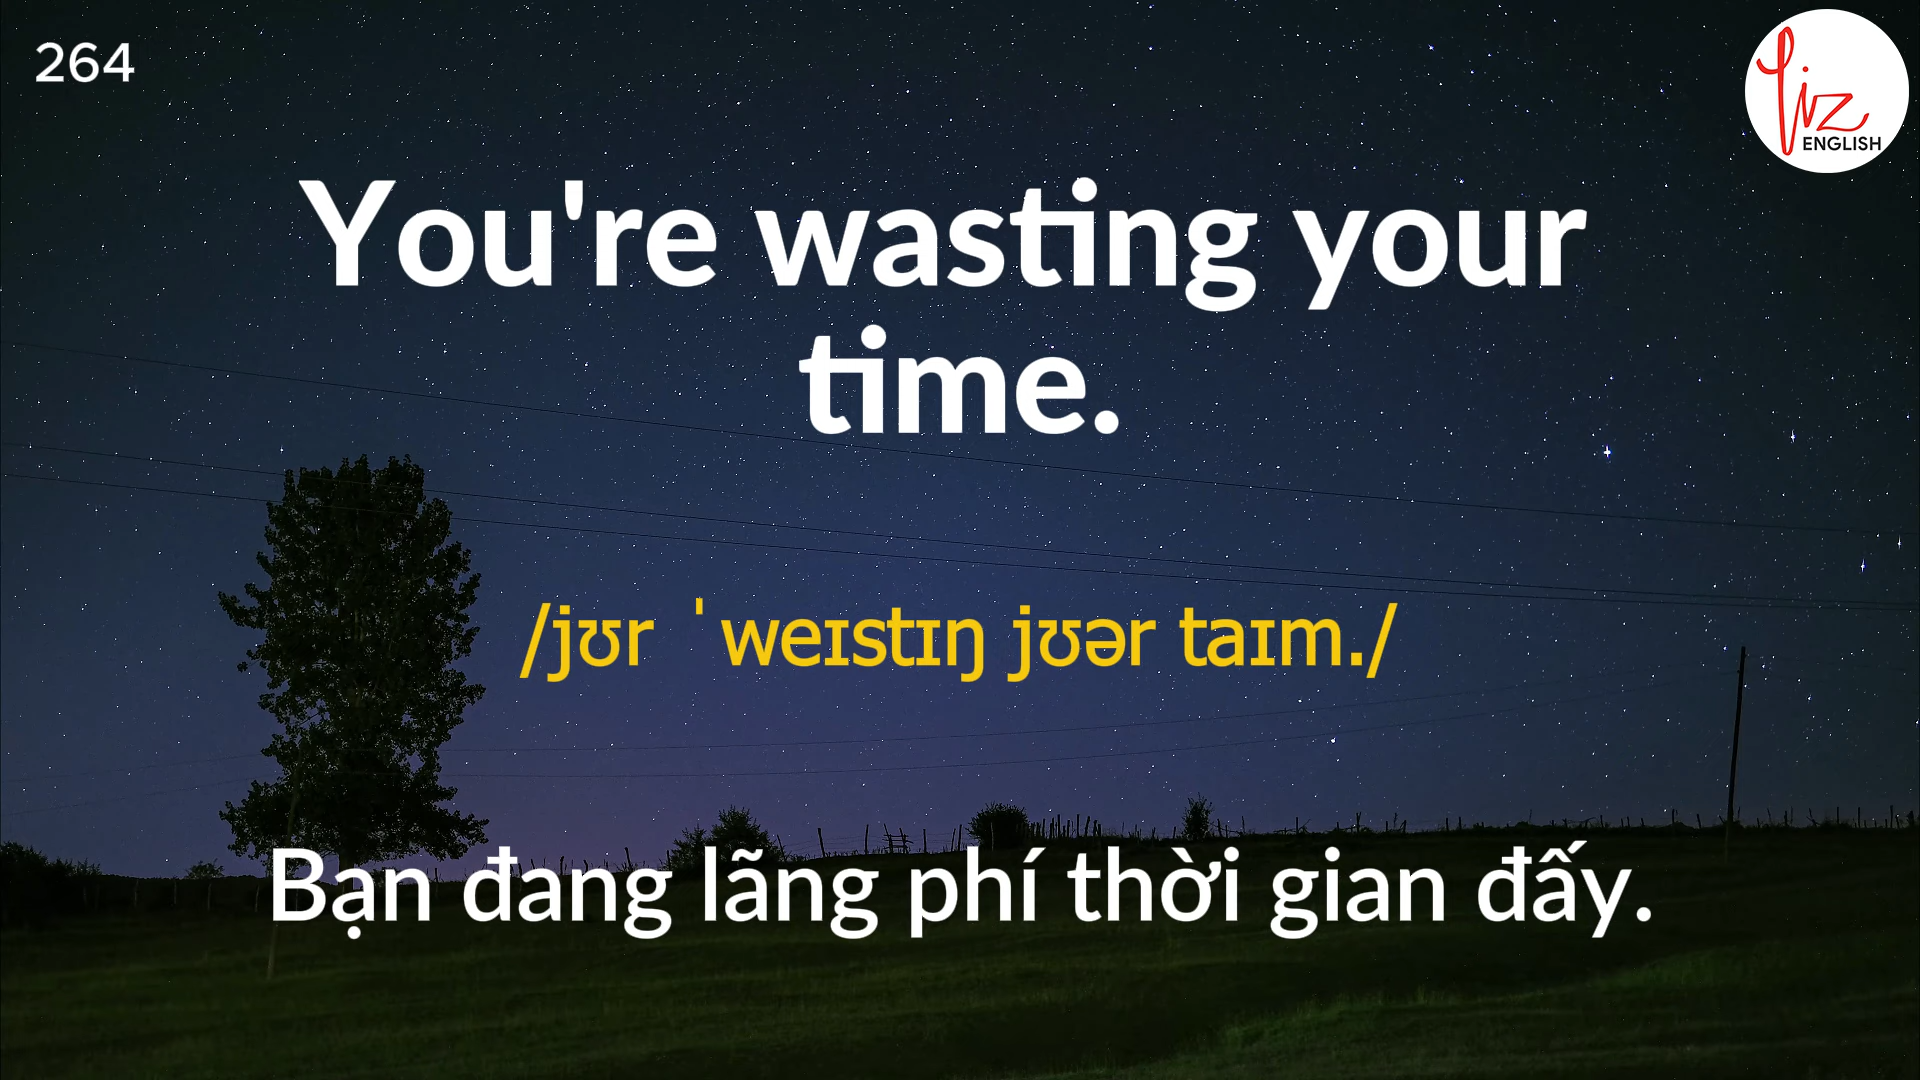 264
Liz
ENGLISH
You're wasting your
time.
/jʊr ˈweɪstɪŋ jʊər taɪm./
Bạn đang lãng phí thời gian đấy.